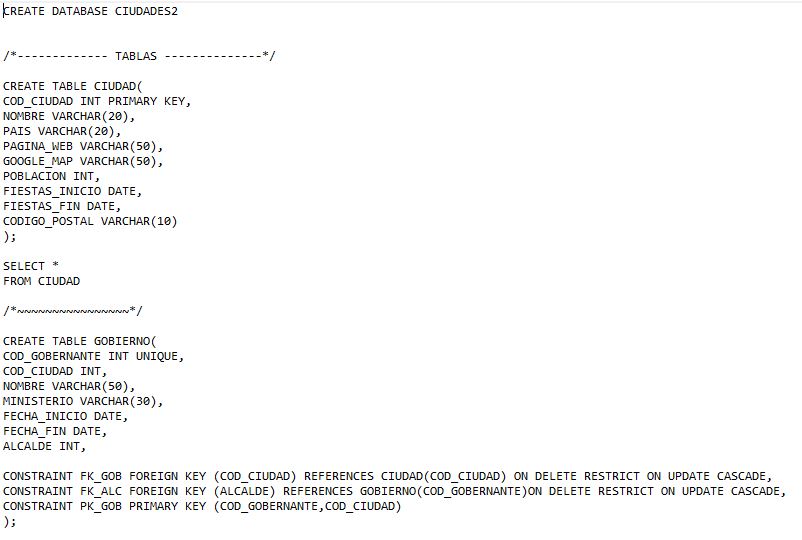 CREATE DATABASE CIUDADES2
/*------------- TABLAS --------------*/
CREATE TABLE CIUDAD(
COD_CIUDAD INT PRIMARY KEY,
NOMBRE VARCHAR(20),
PAIS VARCHAR(20),
PAGINA_WEB VARCHAR(50),
GOOGLE_MAP VARCHAR(50),
POBLACION INT,
FIESTAS_INICIO DATE,
FIESTAS_FIN DATE,
CODIGO_POSTAL VARCHAR(10)
);
SELECT *
FROM CIUDAD
/*~~~~~~~~~~~~~~~~*/
CREATE TABLE GOBIERNO(
COD_GOBERNANTE INT UNIQUE,
COD_CIUDAD INT,
NOMBRE VARCHAR(50),
MINISTERIO VARCHAR(30),
FECHA_INICIO DATE,
FECHA_FIN DATE,
ALCALDE INT,
CONSTRAINT FK_GOB FOREIGN KEY (COD_CIUDAD) REFERENCES CIUDAD(COD_CIUDAD) ON DELETE RESTRICT ON UPDATE CASCADE,
CONSTRAINT FK_ALC FOREIGN KEY (ALCALDE) REFERENCES GOBIERNO(COD_GOBERNANTE)ON DELETE RESTRICT ON UPDATE CASCADE,
CONSTRAINT PK_GOB PRIMARY KEY (COD_GOBERNANTE,COD_CIUDAD)
);